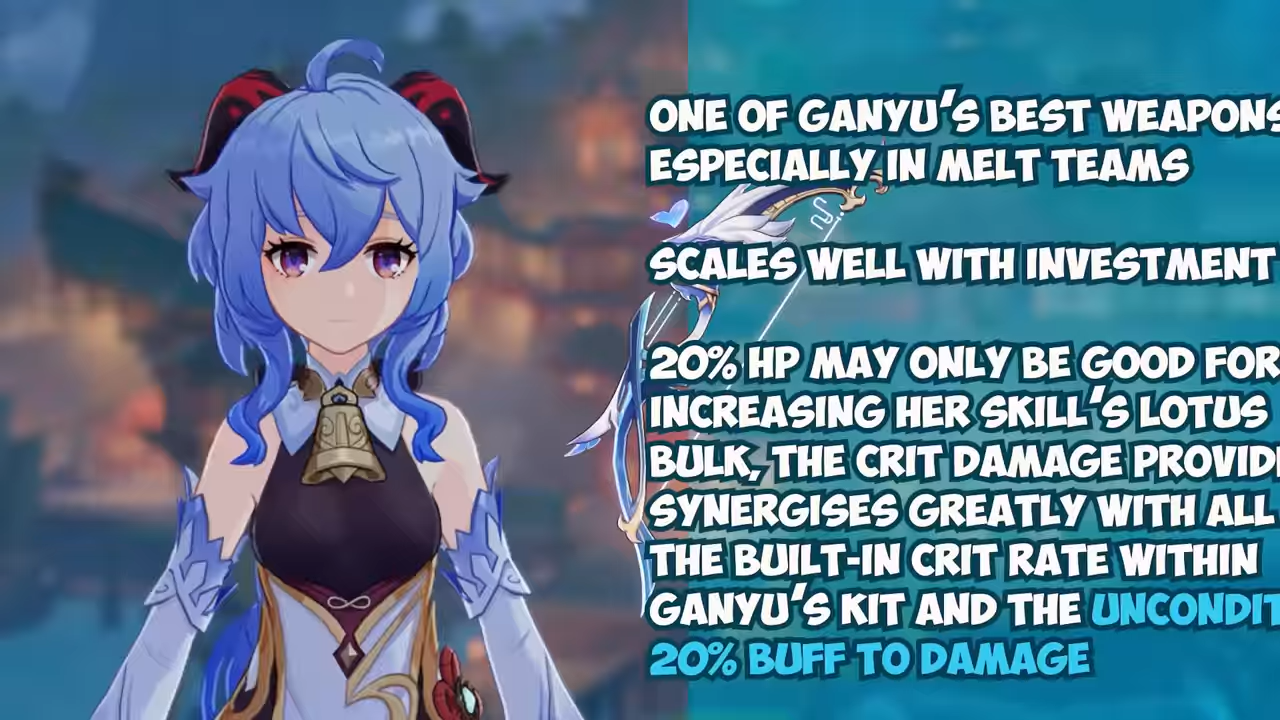 ONE OF GANYU'S BEST WEAPONS
ESPECIALLY IN MELT TEAMS
SCALES WELL WITH INVESTMENT
20% HP MAY ONLY BE GOOD FOR
INCREASING HER SKILL'S LOTUS
BULK, THE CRIT DAMAGE PROVID
SYNERGISES GREATLY WITH ALL
THE BUILT-IN CRIT RATE WITHIN
GANYU'S KIT AND THE UNCONDIT
20% BUFF TO DAMAGE